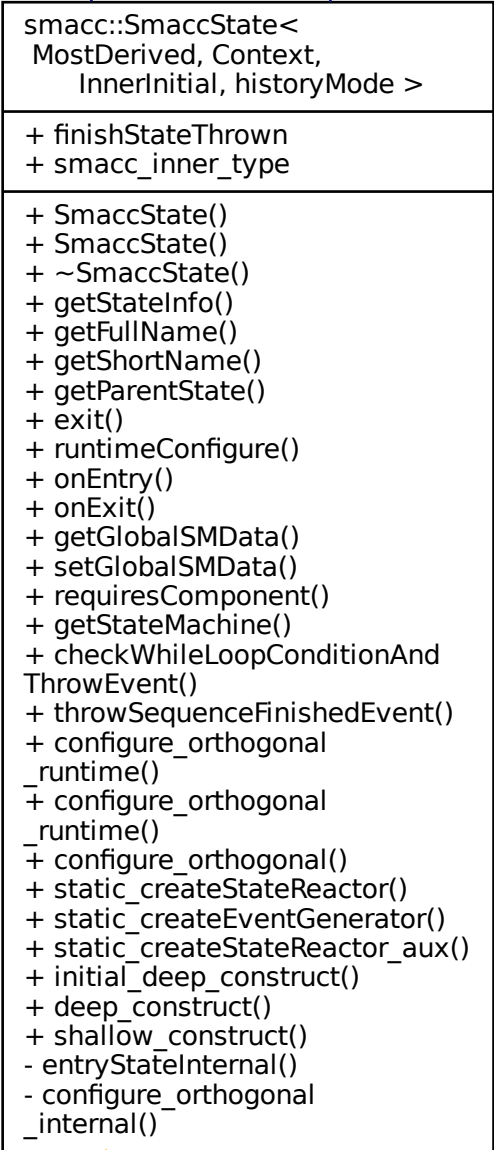 smacc::SmaccState<
MostDerived, Context,
InnerInitial, historyMode >
+ finishStateThrown
+ smacc_inner_type
+ SmaccState()
+ SmaccState()
+ ~SmaccState()
+ getStateInfo()
+ getFullName()
+ getShortName()
+ getParentState()
+ exit()
+ runtimeConfigure()
+ onEntry()
+ onExit()
+ getGlobalSMData()
+ setGlobalSMData()
+ requiresComponent()
+ getStateMachine()
+ checkWhileLoopConditionAnd
ThrowEvent()
+ throwSequenceFinishedEvent()
+ configure_orthogonal
_runtime()
+ configure_orthogonal
_runtime()
+ configure_orthogonal()
+ static_createStateReactor()
+ static_createEventGenerator()
+ static_createStateReactor_aux()
+ initial_deep_construct()
+ deep_construct()
+ shallow_construct()
- entryStateInternal()
- configure_orthogonal
_internal()